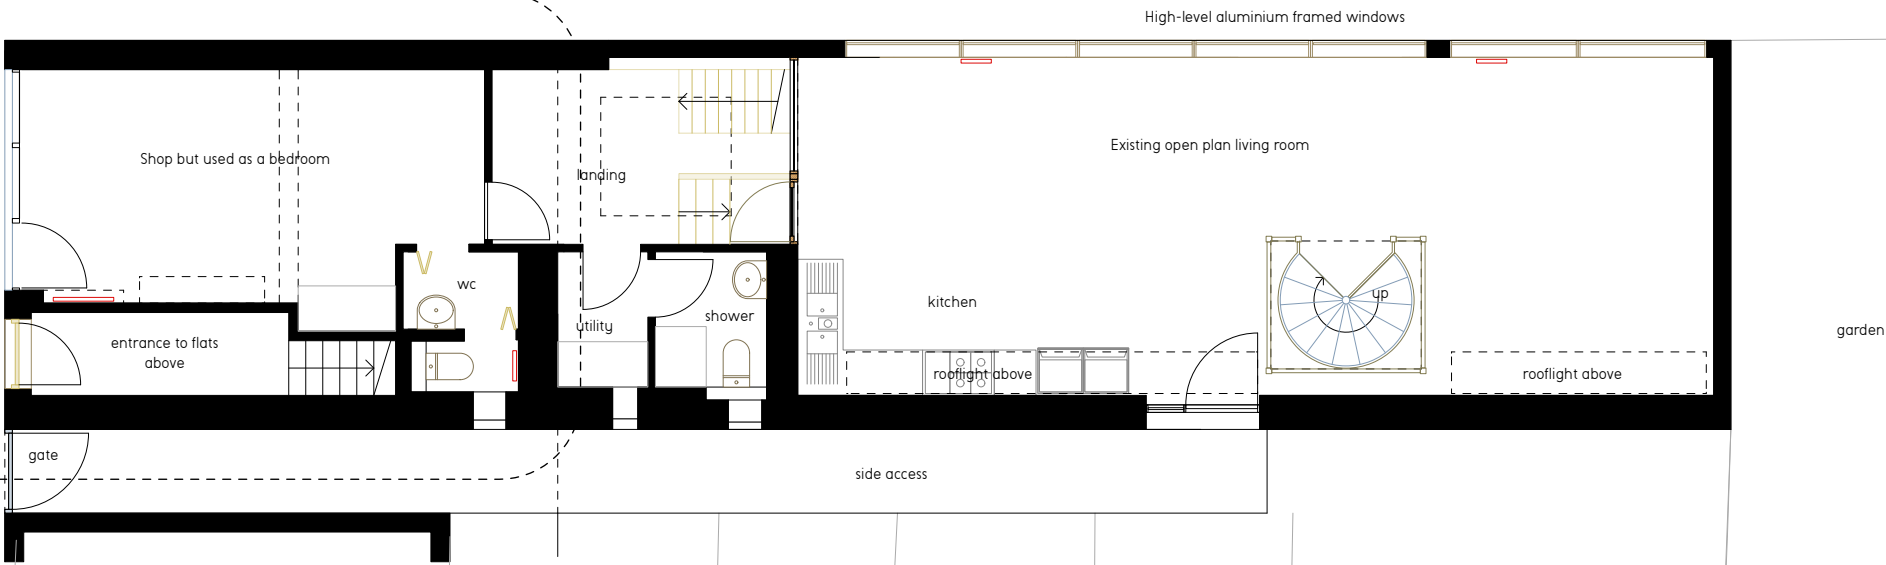 High-level aluminium framed windows
Shop but used as a bedroom
landing
Existing open plan living room
wc
utility
shower
kitchen
up
entrance to flats
above
rooflight above
rooflight above
garden
gate
side access